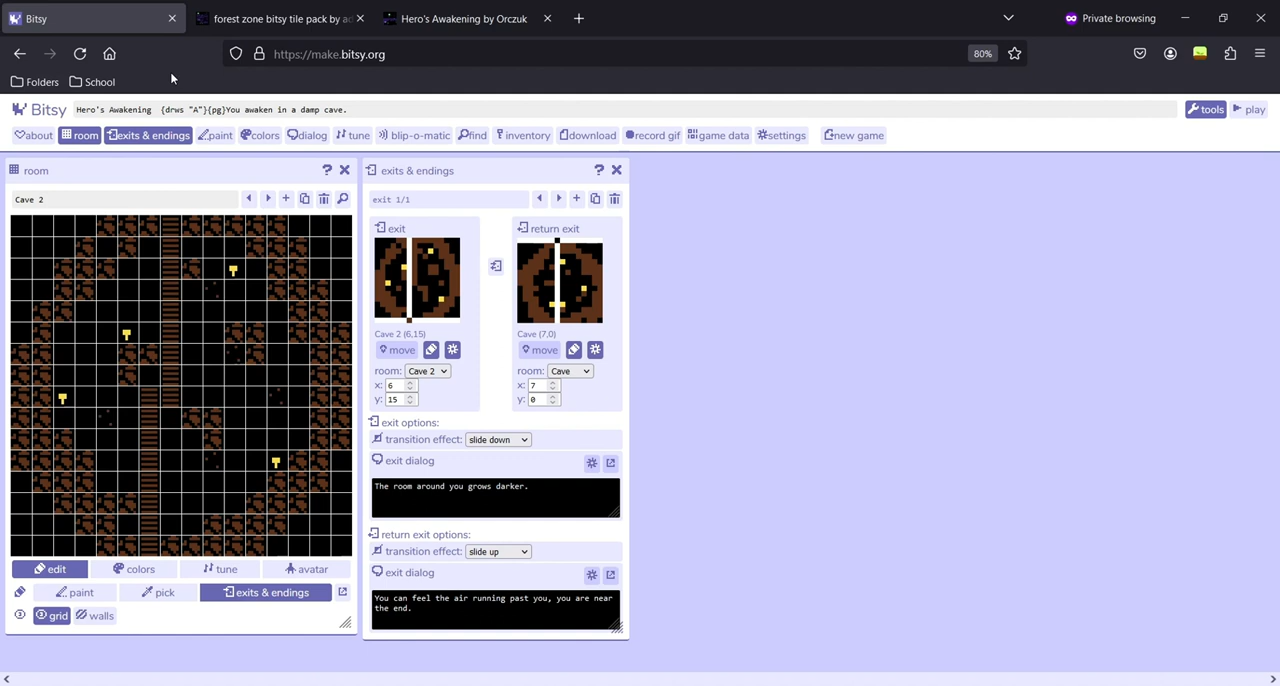 Bitsy
forest zone bitsy tile pack by ad
Hero's Awakening by Orczuk
Private browsing
https://make.bitsy.org
80%
Folders
School
Bitsy
Hero's Awakening {drws "A"}{pg}You awaken in a damp cave.
tools
play
about
room
exits & endings
paint
colors
dialog
tune
blip-o-matic
find
inventory
download
record gif
game data
settings
new game
room
?
Cave 2
edit
colors
tune
avatar
paint
pick
exits & endings
grid
walls
exits & endings
?
exit 1/1
exit
return exit
Cave 2 (6,15)
Cave (7,0)
move
move
room: Cave 2
room: Cave
x: 6
x: 7
y: 15
y: 0
exit options:
transition effect: slide down
exit dialog
The room around you grows darker.
return exit options:
transition effect: slide up
exit dialog
You can feel the air running past you, you are near
the end.